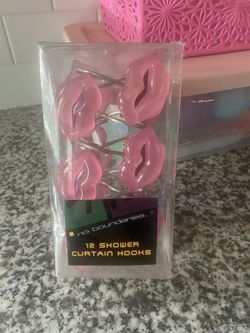 no boundaries
12 SHOWER
CURTAIN HOOKS